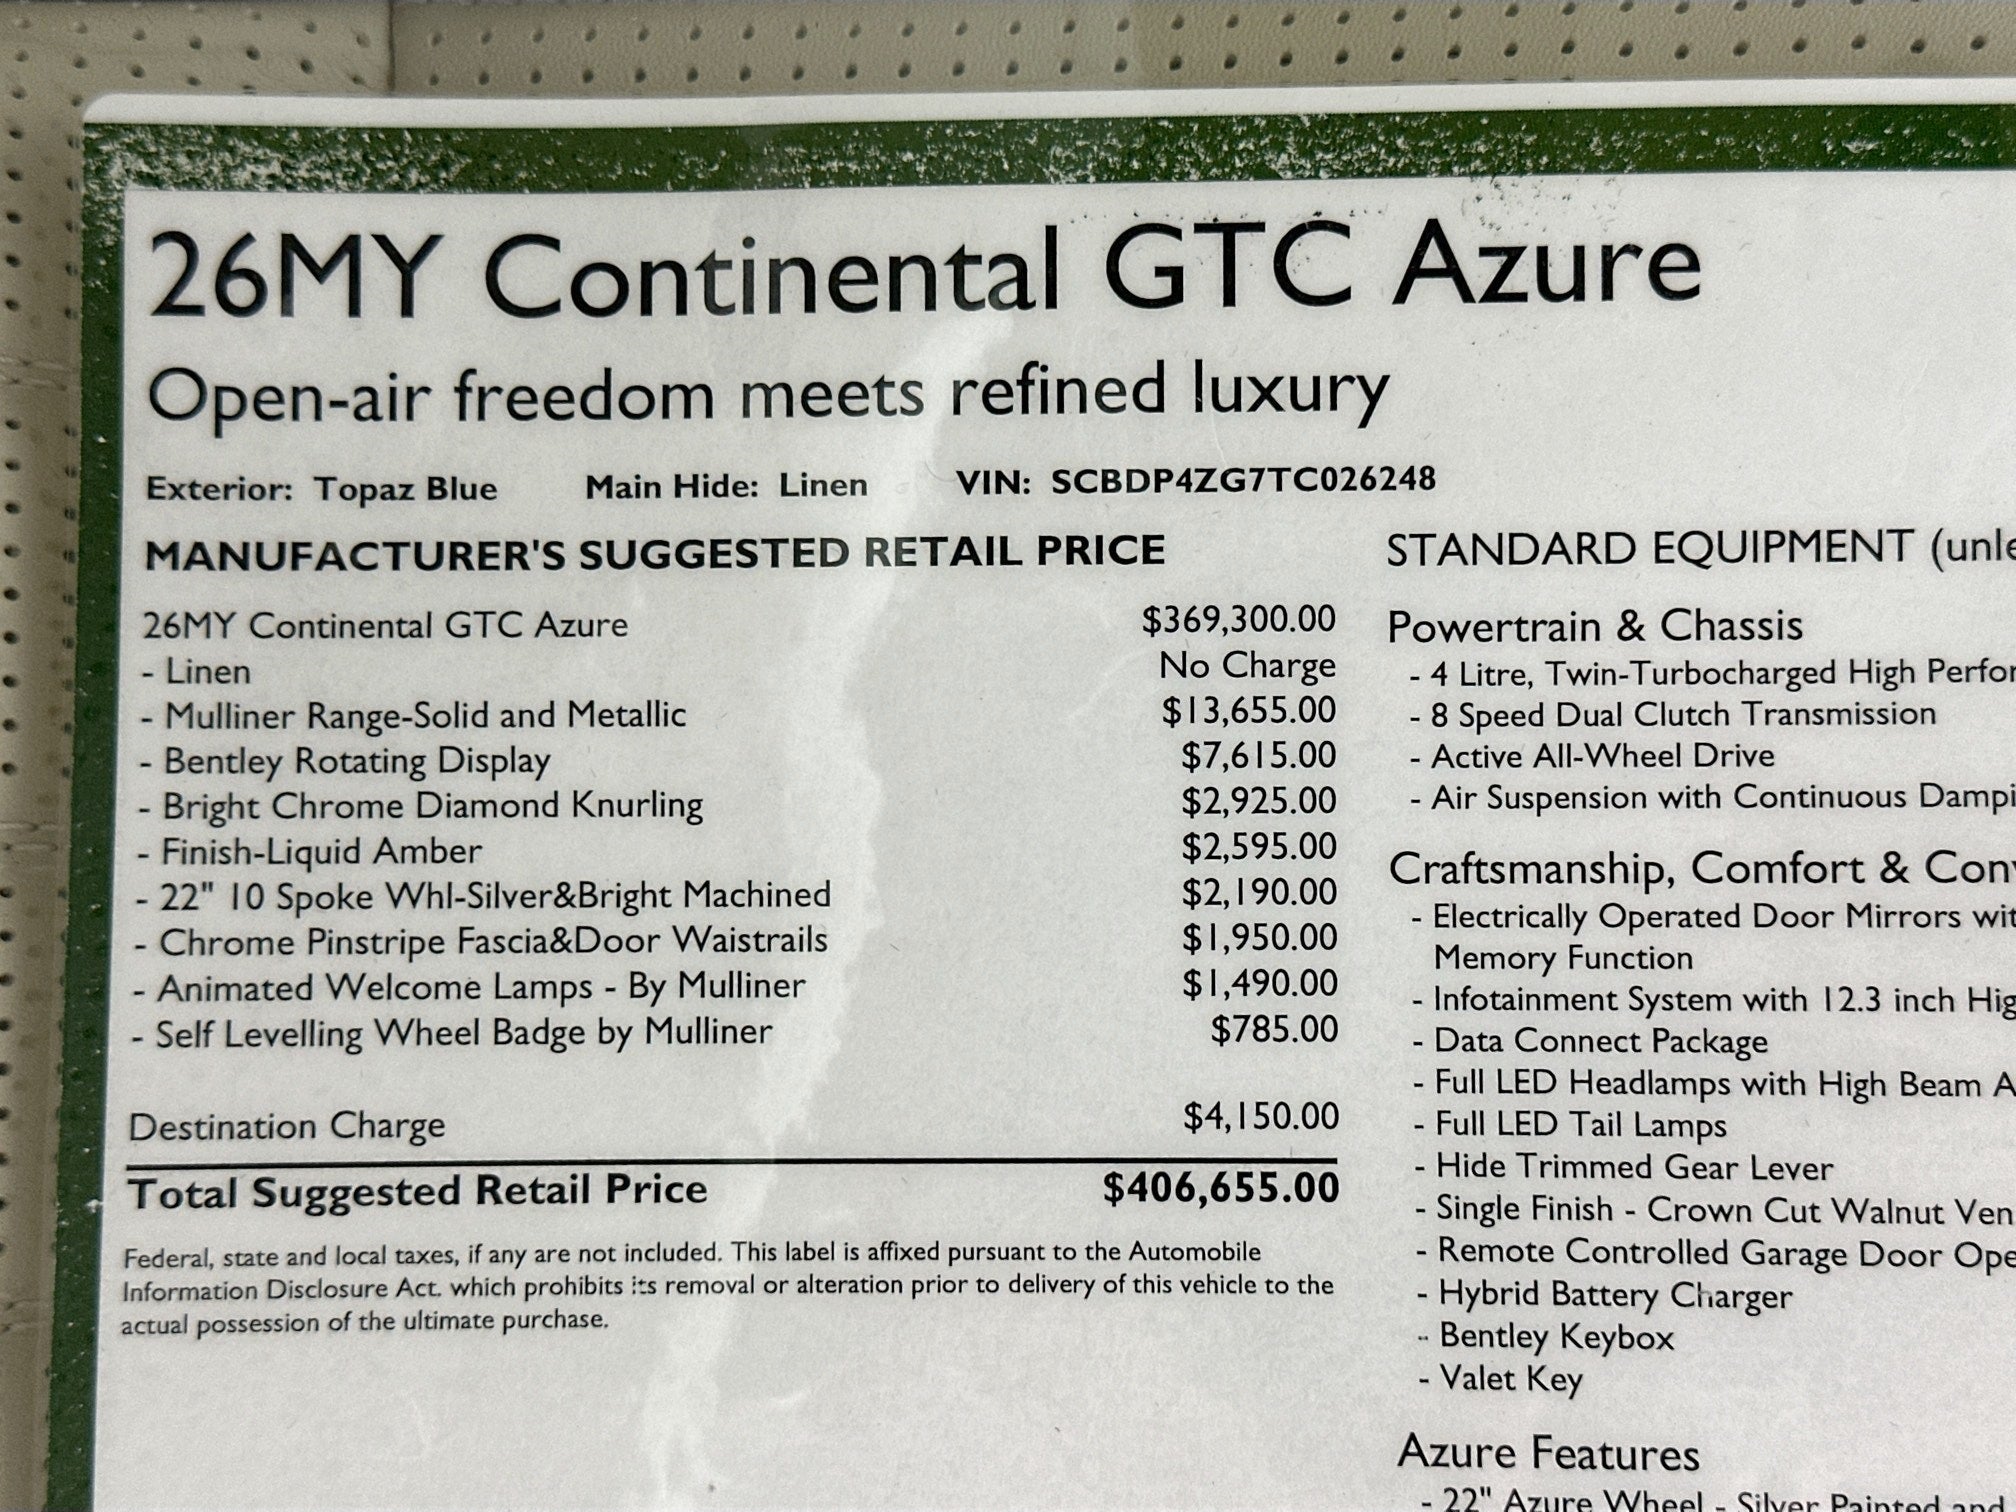 26MY Continental GTC Azure
Open-air freedom meets refined luxury
Exterior: Topaz Blue Main Hide: Linen VIN: SCBDP4ZG7TC026248
MANUFACTURER'S SUGGESTED RETAIL PRICE
26MY Continental GTC Azure $369,300.00
- Linen No Charge
- Mulliner Range-Solid and Metallic $13,655.00
- Bentley Rotating Display $7,615.00
- Bright Chrome Diamond Knurling $2,925.00
- Finish-Liquid Amber $2,595.00
- 22" 10 Spoke Whl-Silver&Bright Machined $2,190.00
- Chrome Pinstripe Fascia&Door Waistrails $1,950.00
- Animated Welcome Lamps - By Mulliner $1,490.00
- Self Levelling Wheel Badge by Mulliner $785.00
Destination Charge $4,150.00
Total Suggested Retail Price $406,655.00
Federal, state and local taxes, if any are not included. This label is affixed pursuant to the Automobile
Information Disclosure Act. which prohibits its removal or alteration prior to delivery of this vehicle to the
actual possession of the ultimate purchase.
STANDARD EQUIPMENT
Powertrain & Chassis
- 4 Litre, Twin-Turbocharged High
- 8 Speed Dual Clutch Transmission
- Active All-Wheel Drive
- Air Suspension with Continuous
Craftsmanship, Comfort &
- Electrically Operated Door Mirrors
Memory Function
- Infotainment System with 12.3 inch
- Data Connect Package
- Full LED Headlamps with High Beam
- Full LED Tail Lamps
- Hide Trimmed Gear Lever
- Single Finish - Crown Cut Walnut
- Remote Controlled Garage Door
- Hybrid Battery Charger
- Bentley Keybox
- Valet Key
Azure Features
- 22" Azure Wheel - Silver Painted and